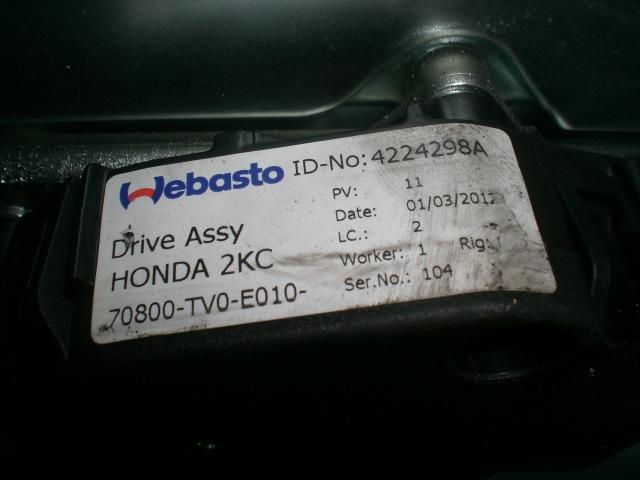 Webasto ID-No: 4224298A
Drive Assy
HONDA 2KC
70800-TV0-E010-
PV: 11
Date: 01/03/2012
LC.: 2
Worker: 1 Rig:
Ser.No.: 104